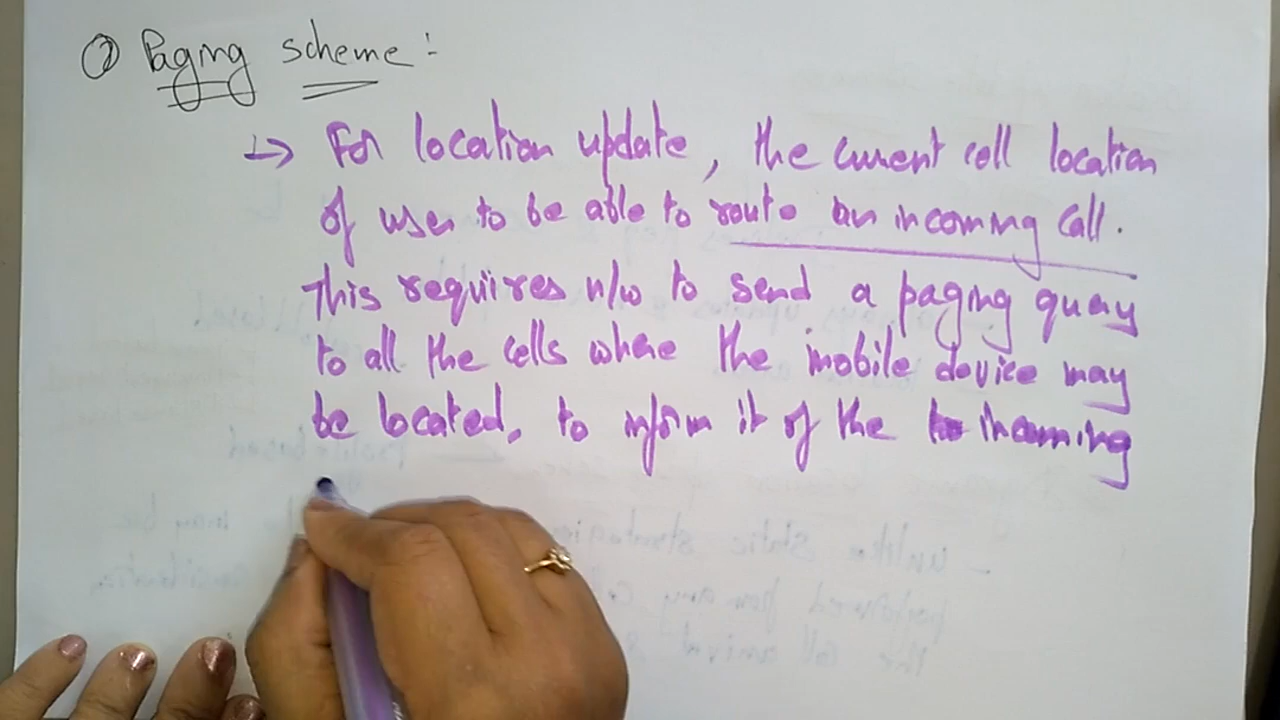 ② Paging scheme :
↳ For location update, the current cell location
of user to be able to route an incoming call.
This requires n/w to send a paging quay
to all the cells where the mobile device may
be located, to inform it of the incoming